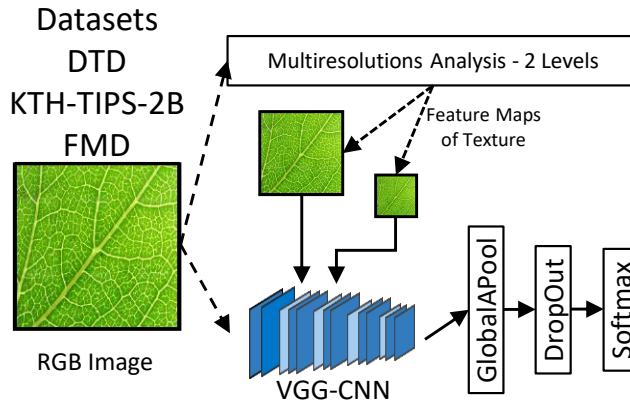 Datasets
DTD
KTH-TIPS-2B
FMD
RGB Image
Multiresolutions Analysis - 2 Levels
Feature Maps
of Texture
VGG-CNN
GlobalAPool
DropOut
Softmax